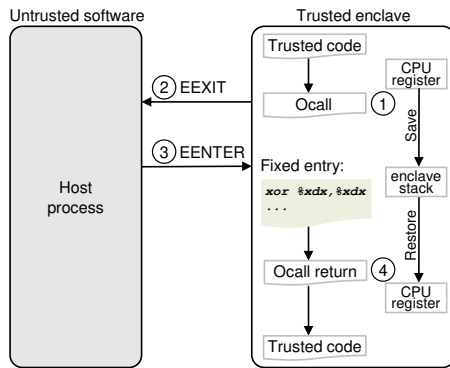 Untrusted software
Trusted enclave
Trusted code
CPU
register
2 EEXIT
Ocall
1
Save
3 EENTER
Fixed entry:
enclave
stack
xor %xdx,%xdx
...
Host
process
Restore
Ocall return
4
CPU
register
Trusted code